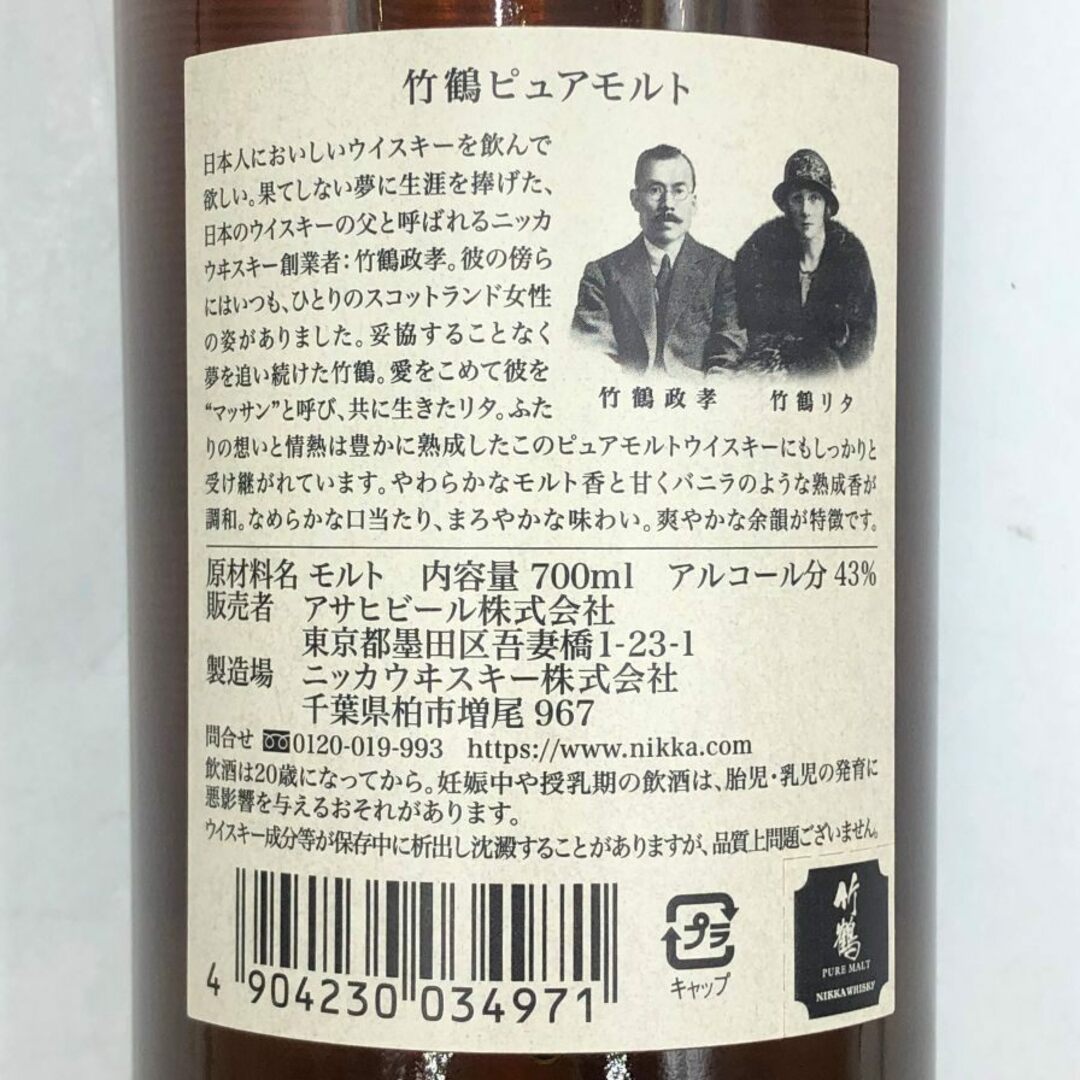 竹鶴ピュアモルト
日本人においしいウイスキーを飲んで
欲しい。果てしない夢に生涯を捧げた、
日本のウイスキーの父と呼ばれるニッカ
ウヰスキー創業者：竹鶴政孝。彼の傍ら
にはいつも、ひとりのスコットランド女性
の姿がありました。妥協することなく
夢を追い続けた竹鶴。愛をこめて彼を
“マッサン”と呼び、共に生きたリタ。ふた
りの想いと情熱は豊かに熟成したこのピュアモルトウイスキーにもしっかりと
受け継がれています。やわらかなモルト香と甘くバニラのような熟成香が
調和。なめらかな口当たり、まろやかな味わい。爽やかな余韻が特徴です。
竹鶴政孝 竹鶴リタ
原材料名 モルト 内容量 700ml アルコール分 43%
販売者 アサヒビール株式会社
東京都墨田区吾妻橋1-23-1
製造場 ニッカウヰスキー株式会社
千葉県柏市増尾 967
問合せ 0120-019-993 https://www.nikka.com
飲酒は20歳になってから。妊娠中や授乳期の飲酒は、胎児・乳児の発育に
悪影響を与えるおそれがあります。
ウイスキー成分等が保存中に析出し沈澱することがありますが、品質上問題ございません。
4 904230 034971
プラ
キャップ
竹鶴
PURE MALT
NIKKA WHISKY